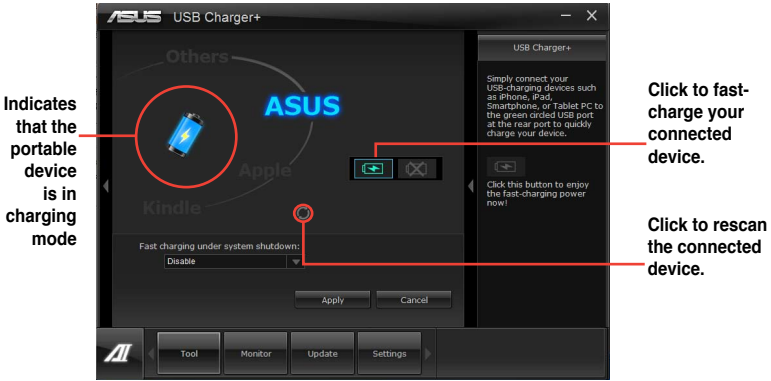 ASUS USB Charger+
Others
ASUS
Apple
Kindle
Fast charging under system shutdown:
Disable
Apply Cancel
USB Charger+
Simply connect your
USB-charging devices such
as iPhone, iPad,
Smartphone, or Tablet PC to
the green circled USB port
at the rear port to quickly
charge your device.
Click this button to enjoy
the fast-charging power
now!
Tool Monitor Update Settings
Indicates
that the
portable
device
is in
charging
mode
Click to fast-
charge your
connected
device.
Click to rescan
the connected
device.